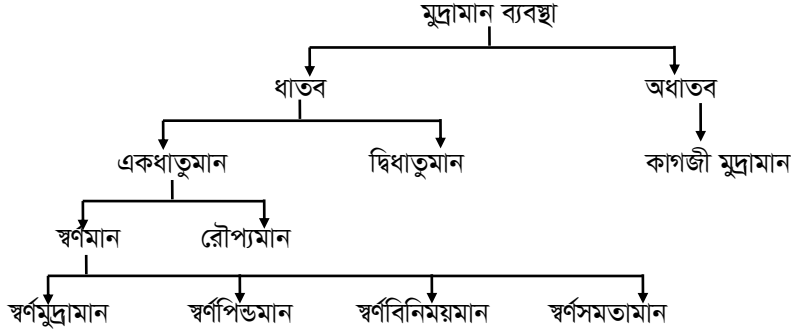 মুদ্রামান ব্যবস্থা
ধাতব অধাতব
একধাতুমান দ্বিধাতুমান কাগজী মুদ্রামান
স্বর্ণমান রৌপ্যমান
স্বর্ণমুদ্রামান স্বর্ণপিন্ডমান স্বর্ণবিনিময়মান স্বর্ণসমতামান